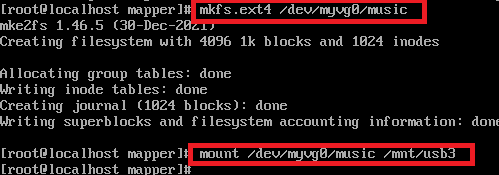 [root@localhost mapper]# mkfs.ext4 /dev/myvg0/music
mke2fs 1.46.5 (30-Dec-2021)
Creating filesystem with 4096 1k blocks and 1024 inodes
Allocating group tables: done
Writing inode tables: done
Creating journal (1024 blocks): done
Writing superblocks and filesystem accounting information: done
[root@localhost mapper]# mount /dev/myvg0/music /mnt/usb3
[root@localhost mapper]#